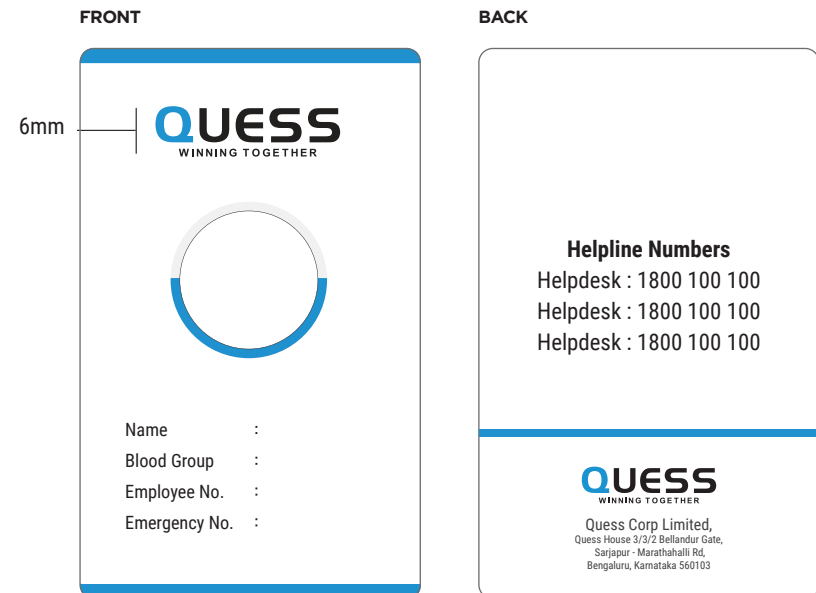 FRONT
6mm
QUESS
WINNING TOGETHER
Name :
Blood Group :
Employee No. :
Emergency No. :
BACK
Helpline Numbers
Helpdesk : 1800 100 100
Helpdesk : 1800 100 100
Helpdesk : 1800 100 100
QUESS
WINNING TOGETHER
Quess Corp Limited,
Quess House 3/3/2 Bellandur Gate,
Sarjapur - Marathahalli Rd,
Bengaluru, Karnataka 560103